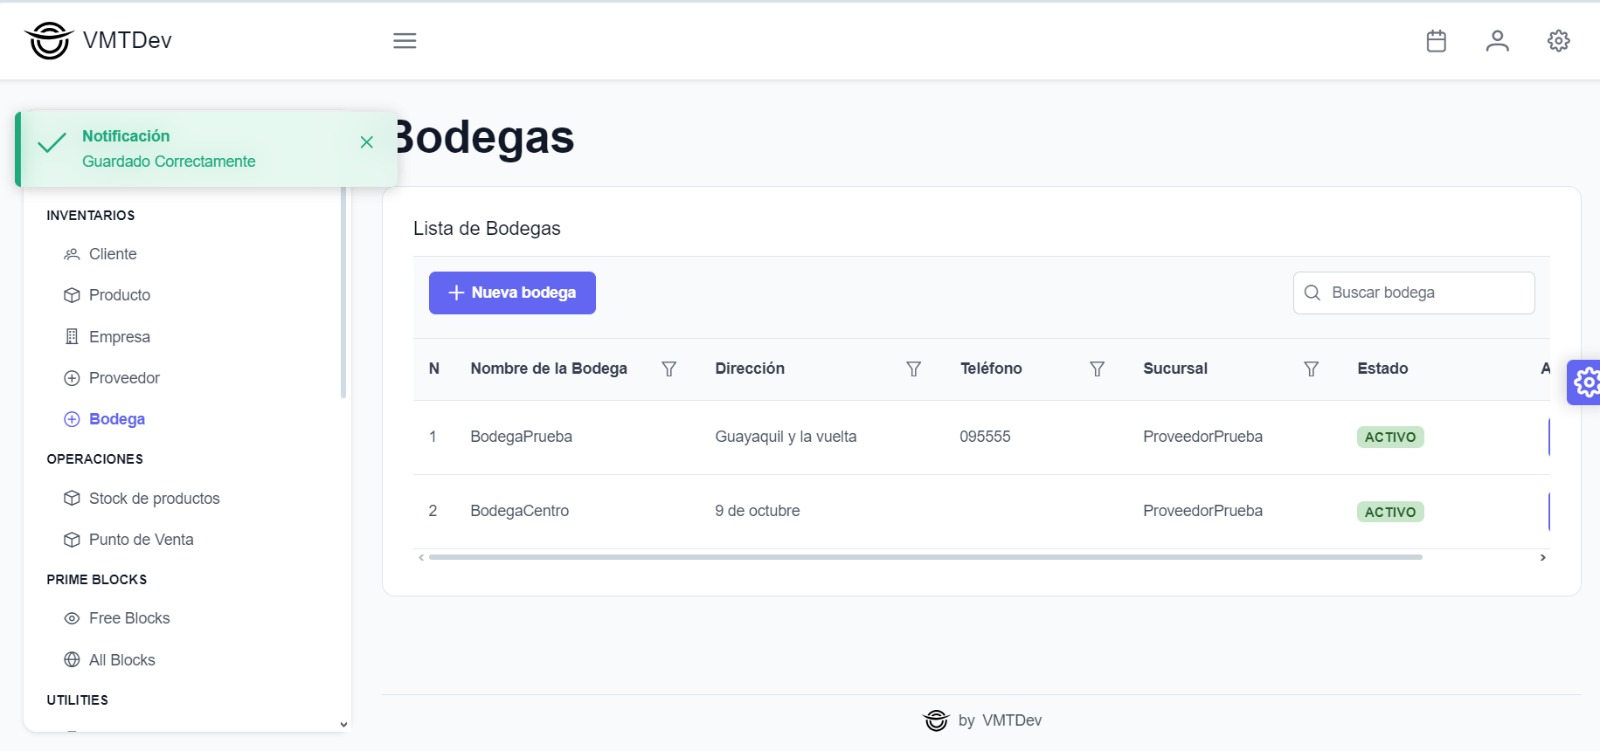 VMTDev
Notificación
Guardado Correctamente
Bodegas
INVENTARIOS
Cliente
Producto
Empresa
Proveedor
Bodega
OPERACIONES
Stock de productos
Punto de Venta
PRIME BLOCKS
Free Blocks
All Blocks
UTILITIES
Lista de Bodegas
Nueva bodega
Buscar bodega
N Nombre de la Bodega Dirección Teléfono Sucursal Estado A
1 BodegaPrueba Guayaquil y la vuelta 095555 ProveedorPrueba ACTIVO
2 BodegaCentro 9 de octubre ProveedorPrueba ACTIVO
by VMTDev